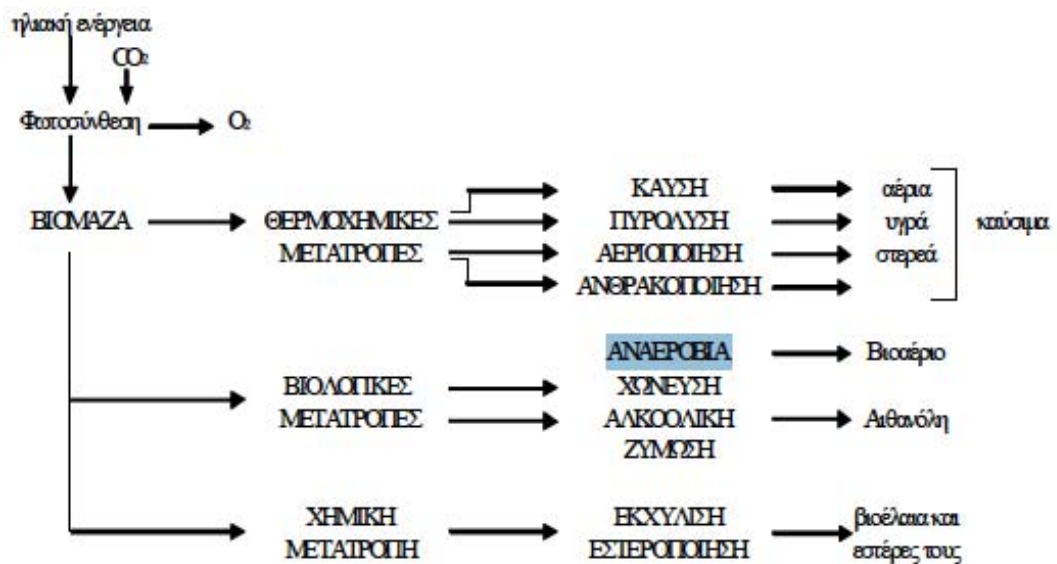 ηλιακή ενέργεια
CO₂
Φωτοσύνθεση
O₂
ΒΙΟΜΑΖΑ
ΘΕΡΜΟΧΗΜΙΚΕΣ
ΜΕΤΑΤΡΟΠΕΣ
ΚΑΥΣΗ
ΠΥΡΟΛΥΣΗ
ΑΕΡΙΟΠΟΙΗΣΗ
ΑΝΘΡΑΚΟΠΟΙΗΣΗ
αέρια
υγρά
στερεά
καύσιμα
ΒΙΟΛΟΓΙΚΕΣ
ΜΕΤΑΤΡΟΠΕΣ
ΑΝΑΕΡΟΒΙΑ
ΧΩΝΕΥΣΗ
Βιοαέριο
ΑΛΚΟΟΛΙΚΗ
ΖΥΜΩΣΗ
Αιθανόλη
ΧΗΜΙΚΗ
ΜΕΤΑΤΡΟΠΗ
ΕΚΧΥΛΙΣΗ
ΕΣΤΕΡΟΠΟΙΗΣΗ
βιοέλαια και
εστέρες τους